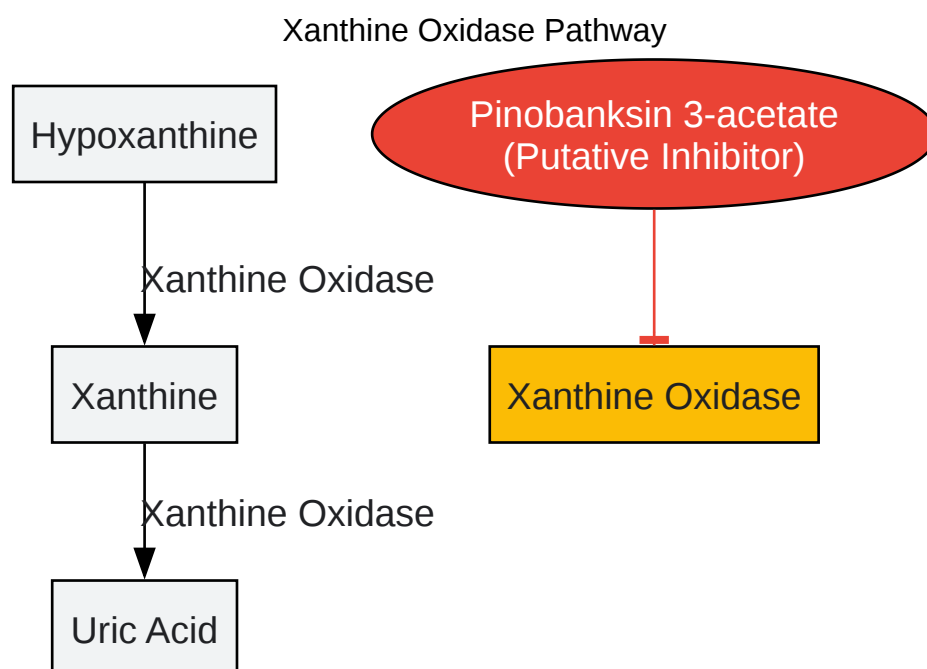 Xanthine Oxidase Pathway
Hypoxanthine
Pinobanksin 3-acetate
(Putative Inhibitor)
Xanthine Oxidase
Xanthine
Xanthine Oxidase
Xanthine Oxidase
Uric Acid